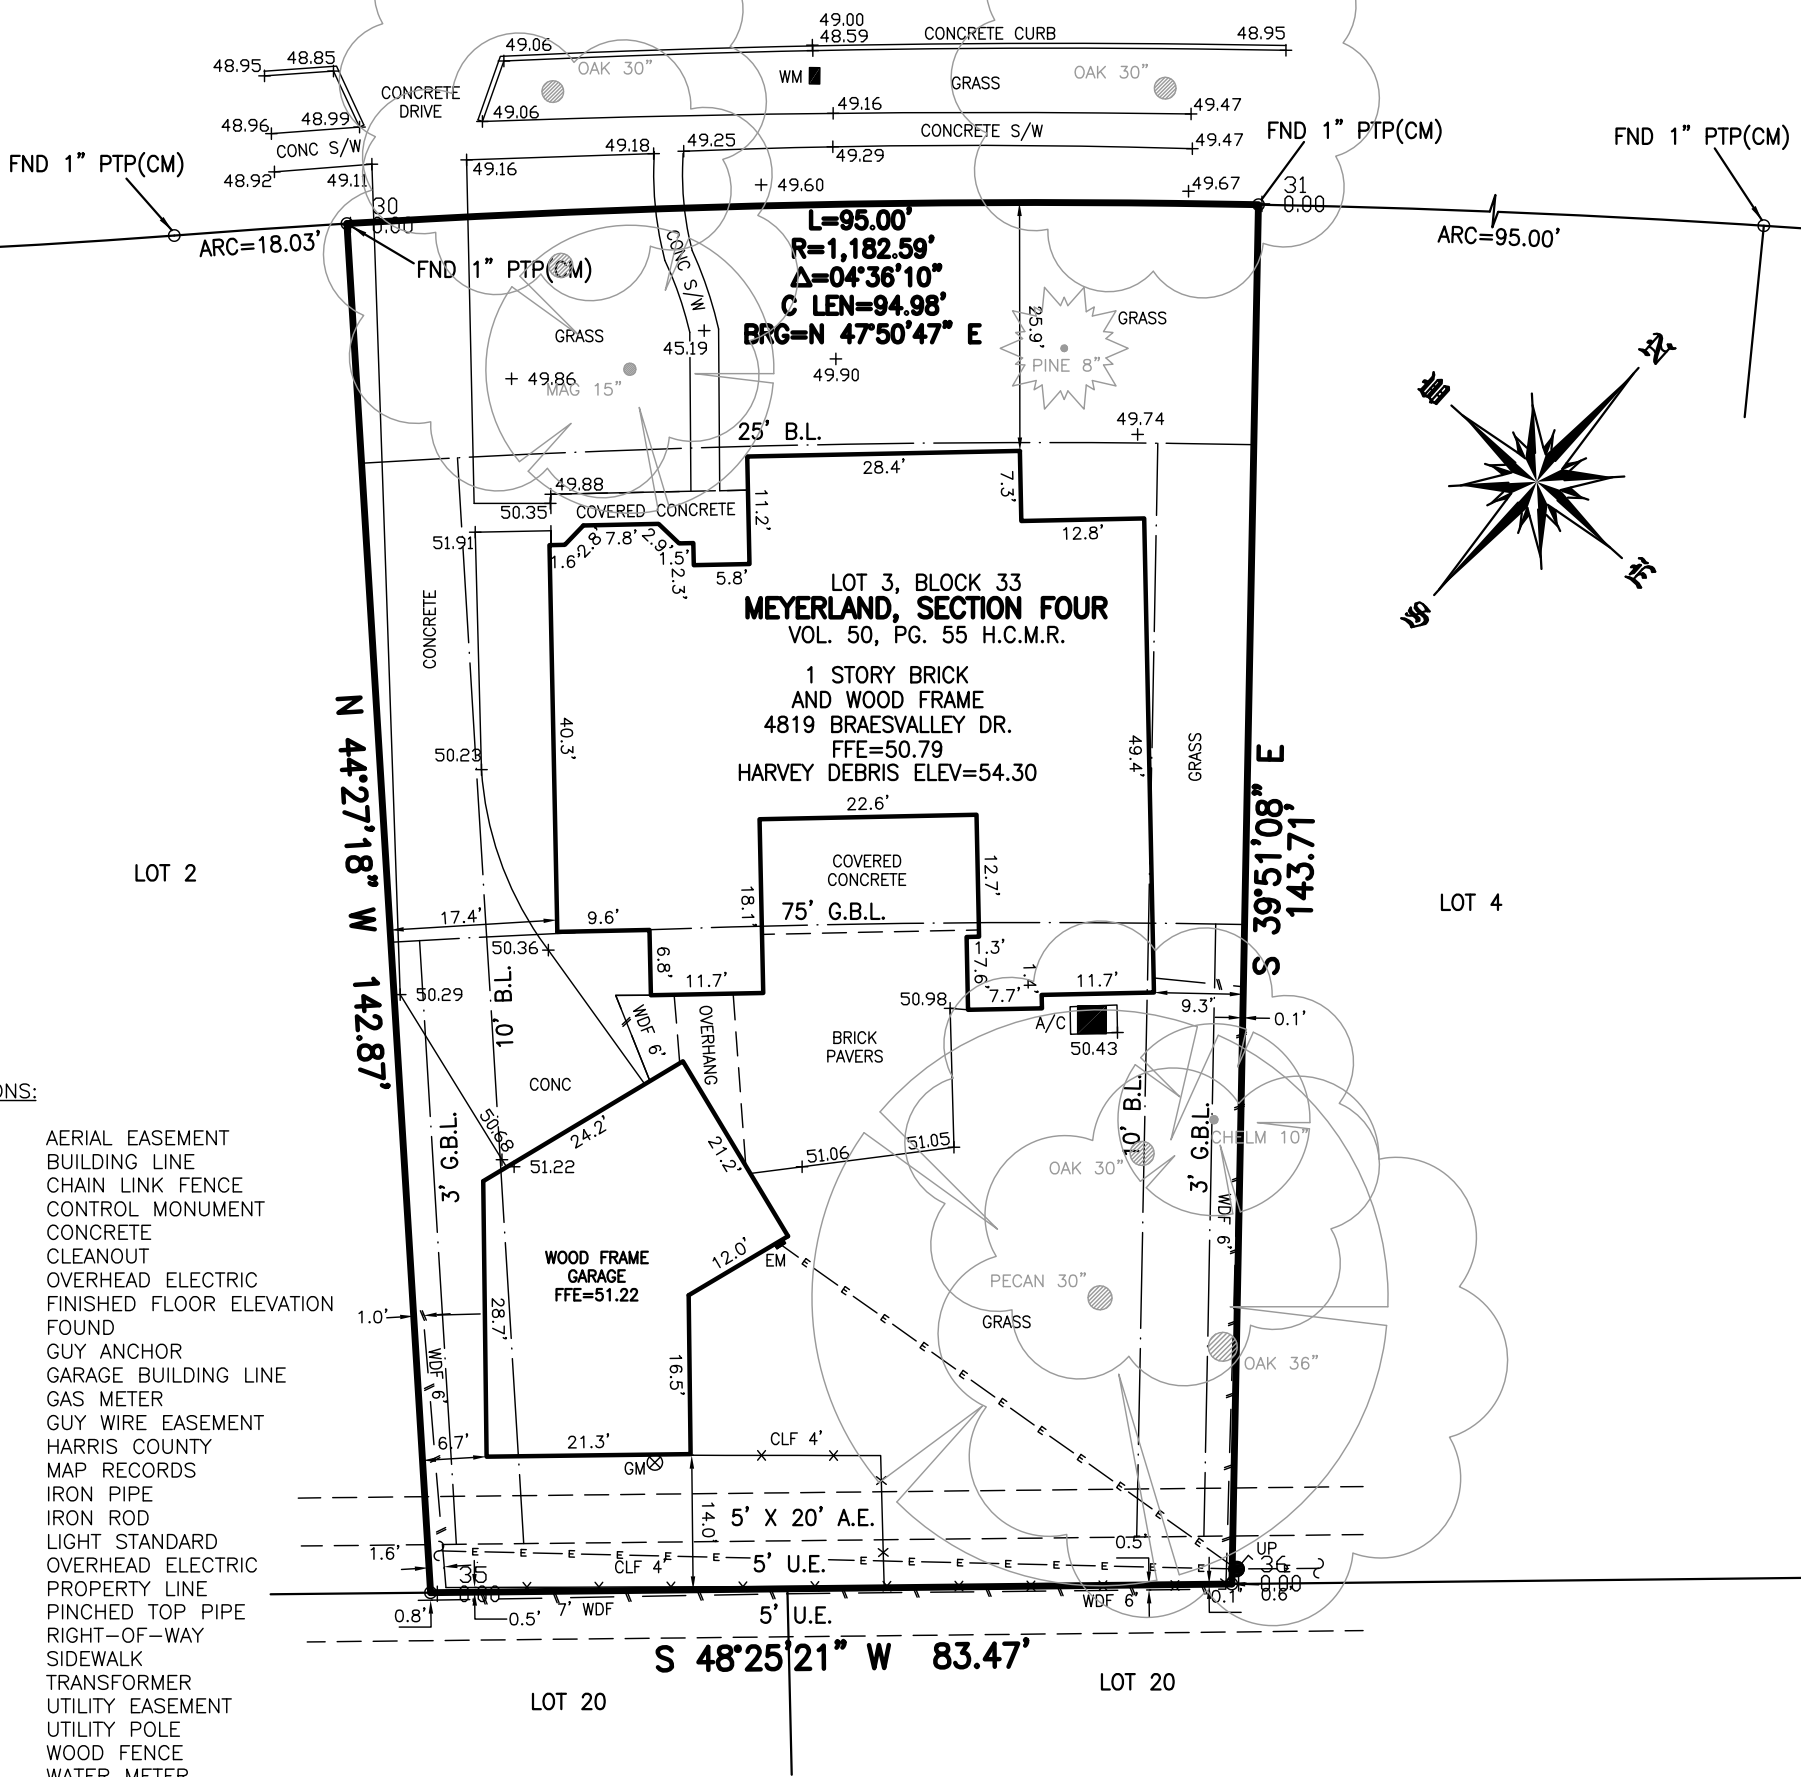 49.00
48.59
CONCRETE CURB
48.95
49.06
48.85
48.95
OAK 30"
WM
GRASS
OAK 30"
CONCRETE
DRIVE
49.06
49.16
49.47
48.96
48.99
CONC S/W
48.92
49.11
49.18
49.25
CONCRETE S/W
49.29
49.47
49.16
49.60
49.67
FND 1" PTP(CM)
FND 1" PTP(CM)
FND 1" PTP(CM)
30
0.00
31
0.00
ARC=18.03'
ARC=95.00'
FND 1" PTP(CM)
L=95.00'
R=1,182.59'
Δ=04°36'10"
C LEN=94.98'
BRG=N 47°50'47" E
CONC S/W
GRASS
45.19
49.86
MAG 15"
49.90
25.9'
PINE 8"
GRASS
49.74
N
W
E
S
25' B.L.
28.4'
7.3'
12.8'
11.2'
49.88
50.35
COVERED CONCRETE
51.91
1.6'
2.8'
7.8'
2.9'
1.5'
2.3'
5.8'
LOT 3, BLOCK 33
MEYERLAND, SECTION FOUR
VOL. 50, PG. 55 H.C.M.R.
1 STORY BRICK
AND WOOD FRAME
4819 BRAESVALLEY DR.
FFE=50.79
HARVEY DEBRIS ELEV=54.30
CONCRETE
40.3'
49.4'
GRASS
50.23
N 44°27'18" W 142.87'
S 39°51'08" E
143.71'
LOT 2
LOT 4
22.6'
COVERED
CONCRETE
12.7'
18.1'
75' G.B.L.
17.4'
9.6'
50.36
6.8'
11.7'
1.3'
7.6'
7.7'
1.4'
11.7'
50.29
10' B.L.
WDF 6'
OVERHANG
BRICK
PAVERS
50.98
A/C
50.43
9.3'
0.1'
CONC
3' G.B.L.
50.68
24.2'
51.22
21.2'
51.06
51.05
10' B.L.
3' G.B.L.
CHELM 10"
OAK 30"
WDF 6'
WOOD FRAME
GARAGE
FFE=51.22
12.0'
EM
PECAN 30"
GRASS
OAK 36"
28.7'
16.5'
1.0'
WDF 6'
6.7'
21.3'
GM
CLF 4'
14.0'
5' X 20' A.E.
0.5'
UP
1.6'
CLF 4'
5' U.E.
E
35
0.00
36
0.00
0.8'
0.5'
7' WDF
5' U.E.
WDF 6'
0.1'
0.6'
S 48°25'21" W 83.47'
LOT 20
LOT 20
ONS:
AERIAL EASEMENT
BUILDING LINE
CHAIN LINK FENCE
CONTROL MONUMENT
CONCRETE
CLEANOUT
OVERHEAD ELECTRIC
FINISHED FLOOR ELEVATION
FOUND
GUY ANCHOR
GARAGE BUILDING LINE
GAS METER
GUY WIRE EASEMENT
HARRIS COUNTY
MAP RECORDS
IRON PIPE
IRON ROD
LIGHT STANDARD
OVERHEAD ELECTRIC
PROPERTY LINE
PINCHED TOP PIPE
RIGHT-OF-WAY
SIDEWALK
TRANSFORMER
UTILITY EASEMENT
UTILITY POLE
WOOD FENCE
WATER METER